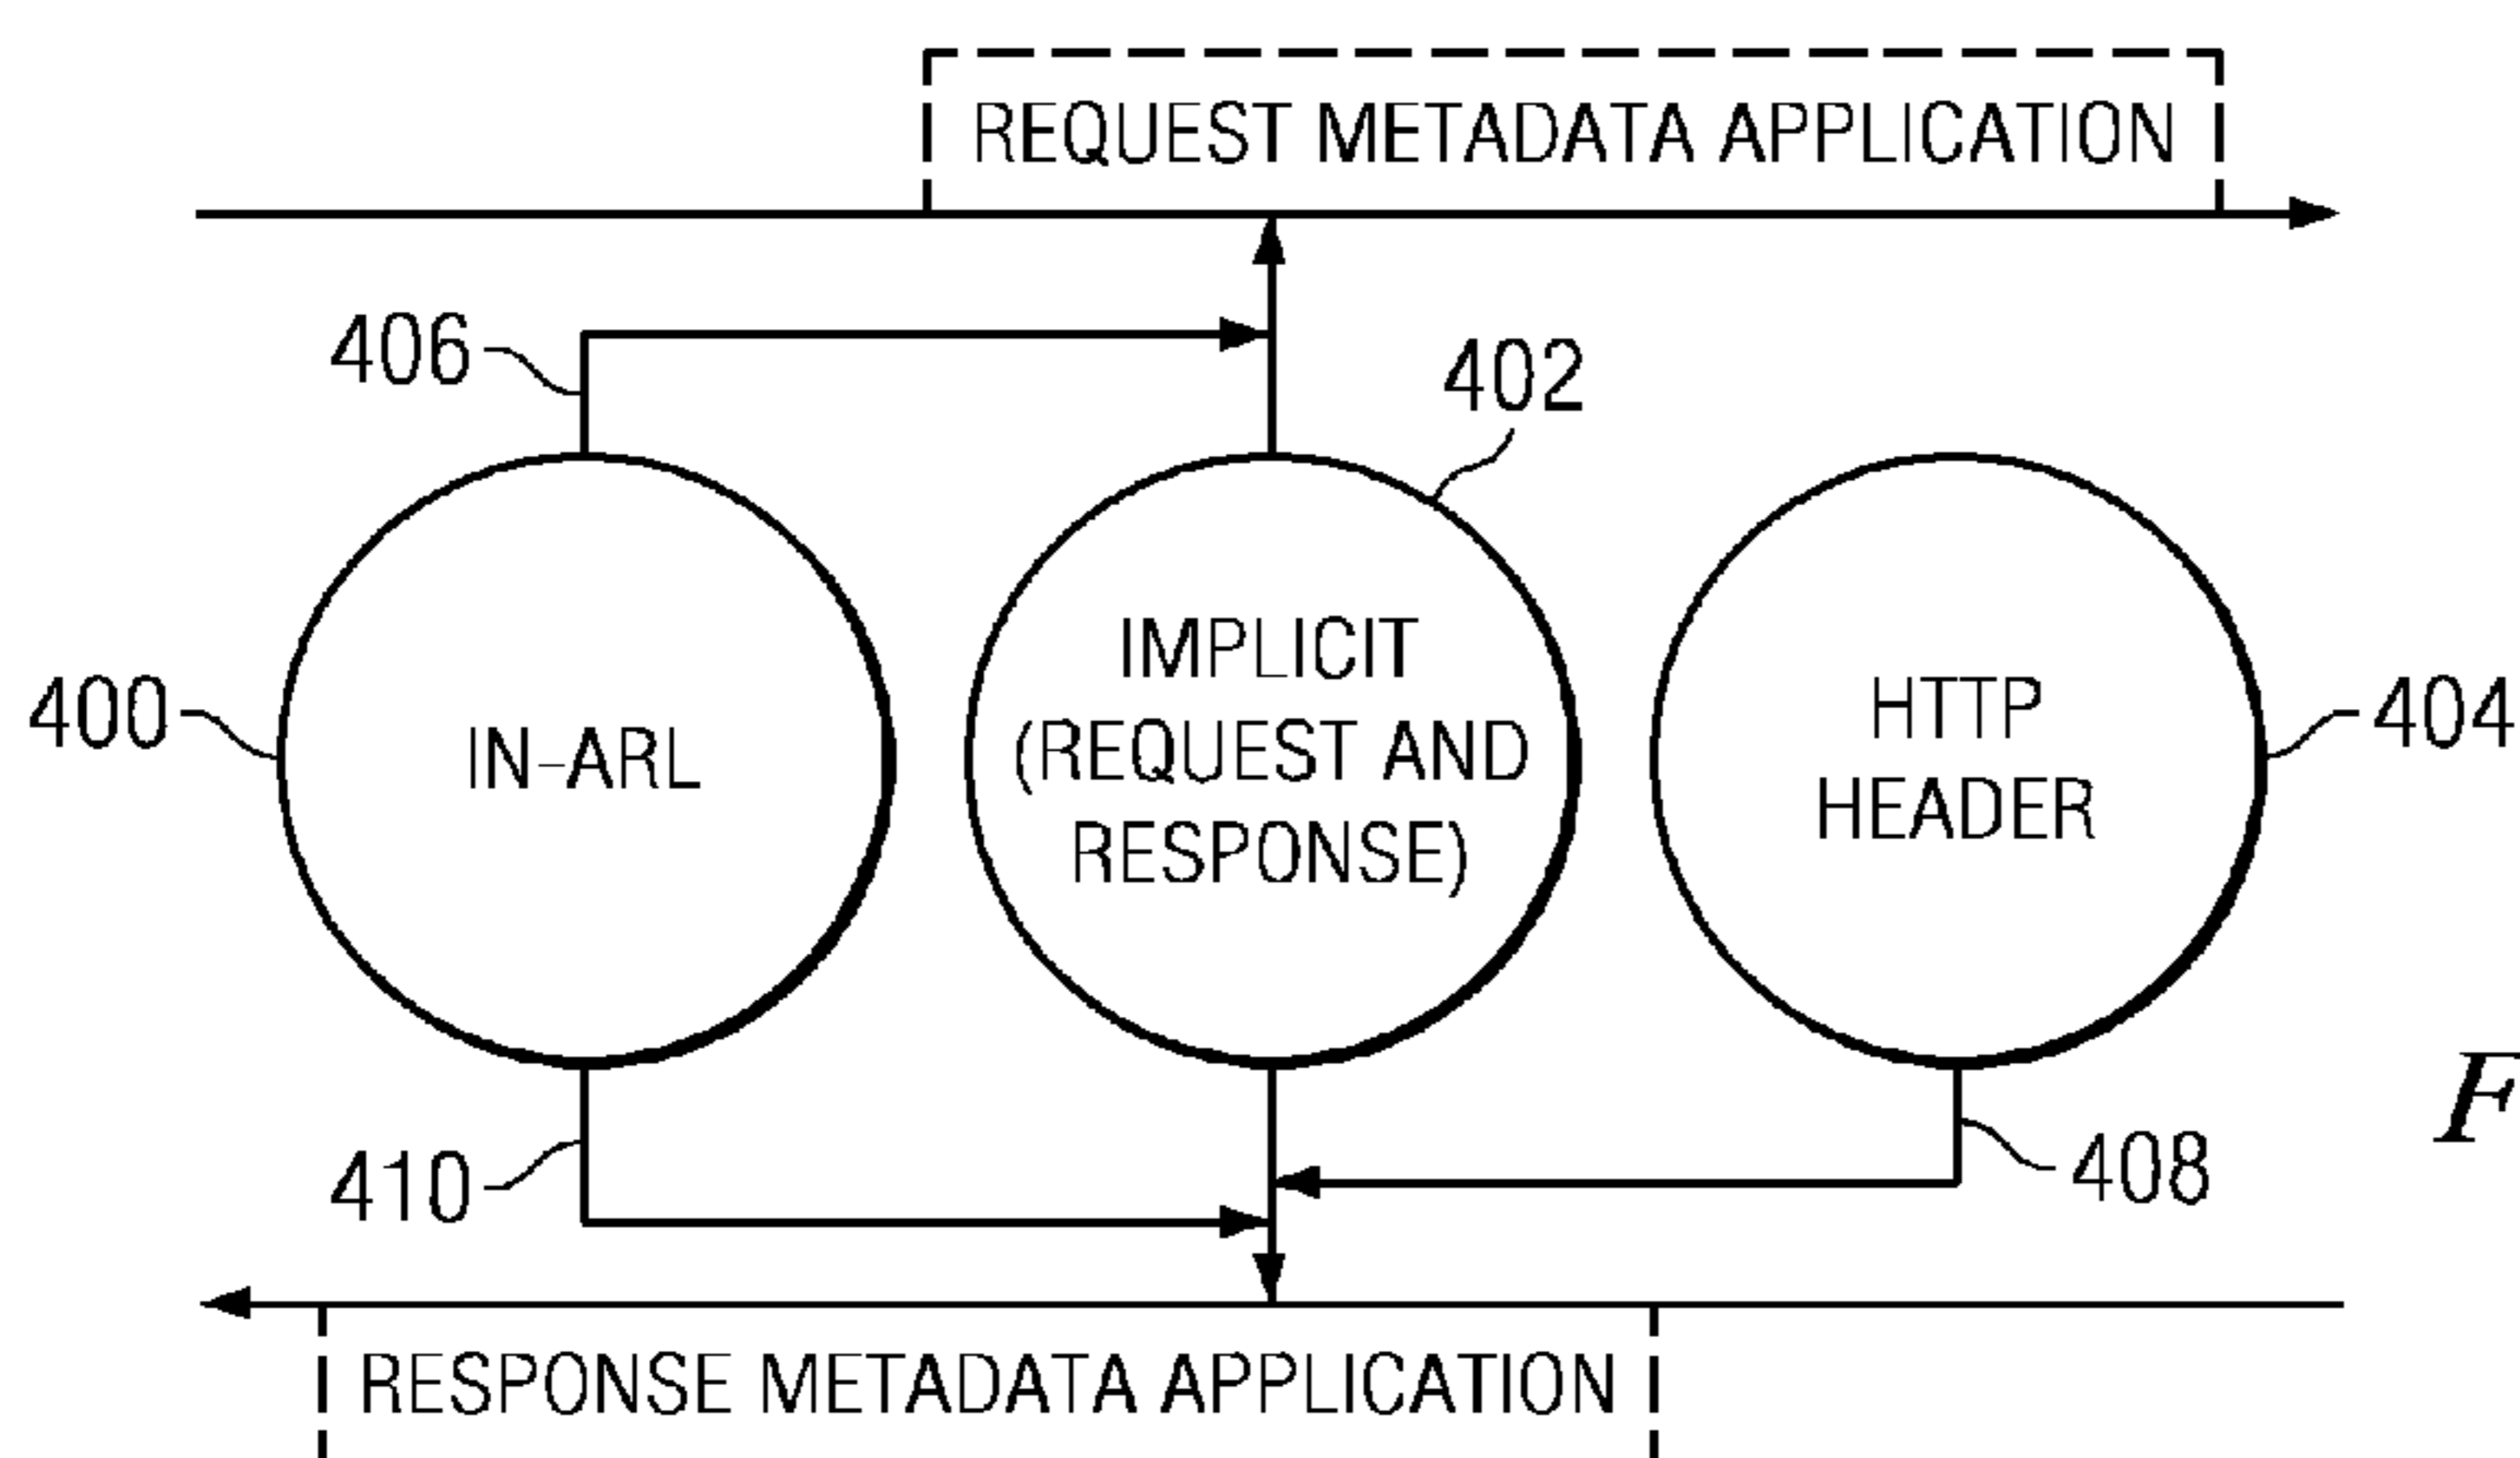 REQUEST METADATA APPLICATION
406
402
400
IN-ARL
IMPLICIT
(REQUEST AND
RESPONSE)
HTTP
HEADER
404
F
410
408
RESPONSE METADATA APPLICATION